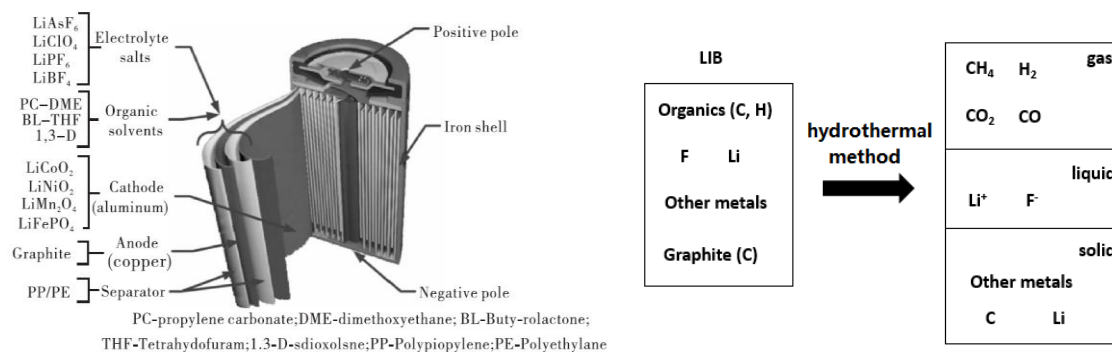 LiAsF₆
LiClO₄
LiPF₆
LiBF₄
Electrolyte
salts
PC-DME
BL-THF
1,3-D
Organic
solvents
LiCoO₂
LiNiO₂
LiMn₂O₄
LiFePO₄
Cathode
(aluminum)
Graphite
Anode
(copper)
PP/PE
Separator
Positive pole
Iron shell
Negative pole
PC-propylene carbonate;DME-dimethoxyethane; BL-Buty-rolactone;
THF-Tetrahydofuram;1.3-D-sdioxolsne;PP-Polypiopylene;PE-Polyethylane
LIB
Organics (C, H)
F Li
Other metals
Graphite (C)
hydrothermal
method
gas
CH₄ H₂
CO₂ CO
liquid
Li⁺ F⁻
solid
Other metals
C Li